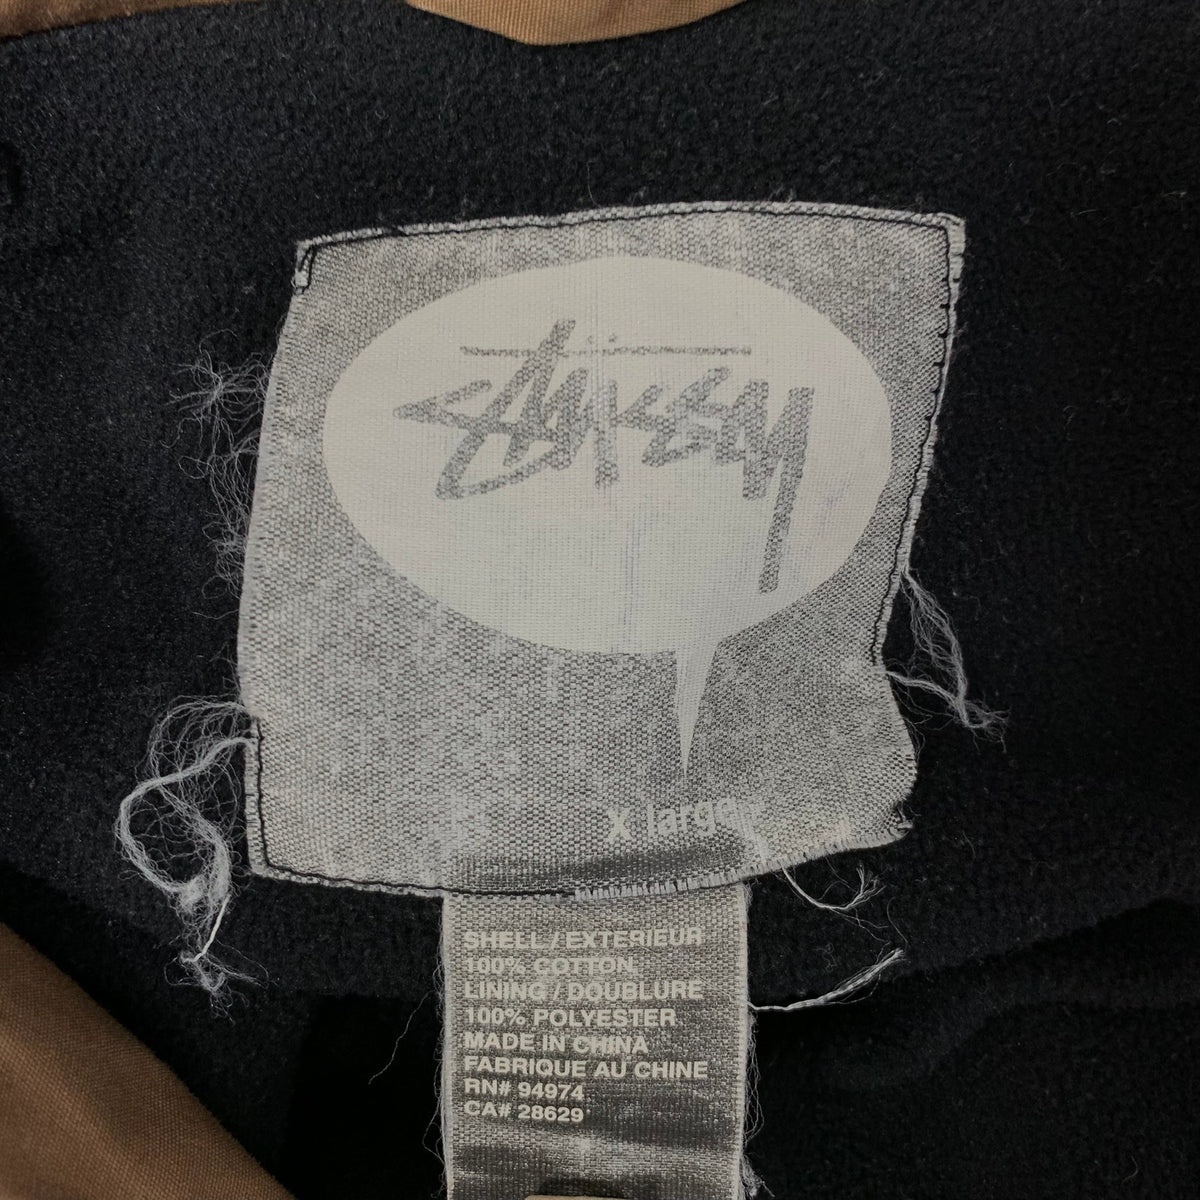 Stüssy
X large
SHELL / EXTERIEUR
100% COTTON
LINING / DOUBLURE
100% POLYESTER
MADE IN CHINA
FABRIQUE AU CHINE
RN# 94974
CA# 28629